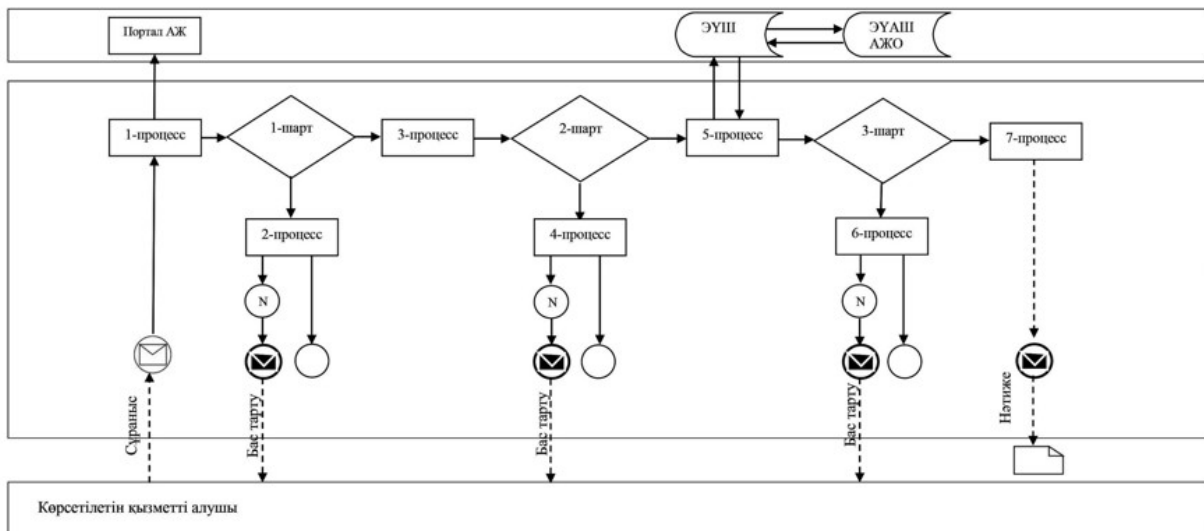 Портал АЖ
ЭҮШ
ЭҮАШ
АЖО
1-процесс
1-шарт
3-процесс
2-шарт
5-процесс
3-шарт
7-процесс
2-процесс
4-процесс
6-процесс
N
N
N
Сұраныс
Бас тарту
Бас тарту
Бас тарту
Нәтиже
Көрсетілетін қызметті алушы